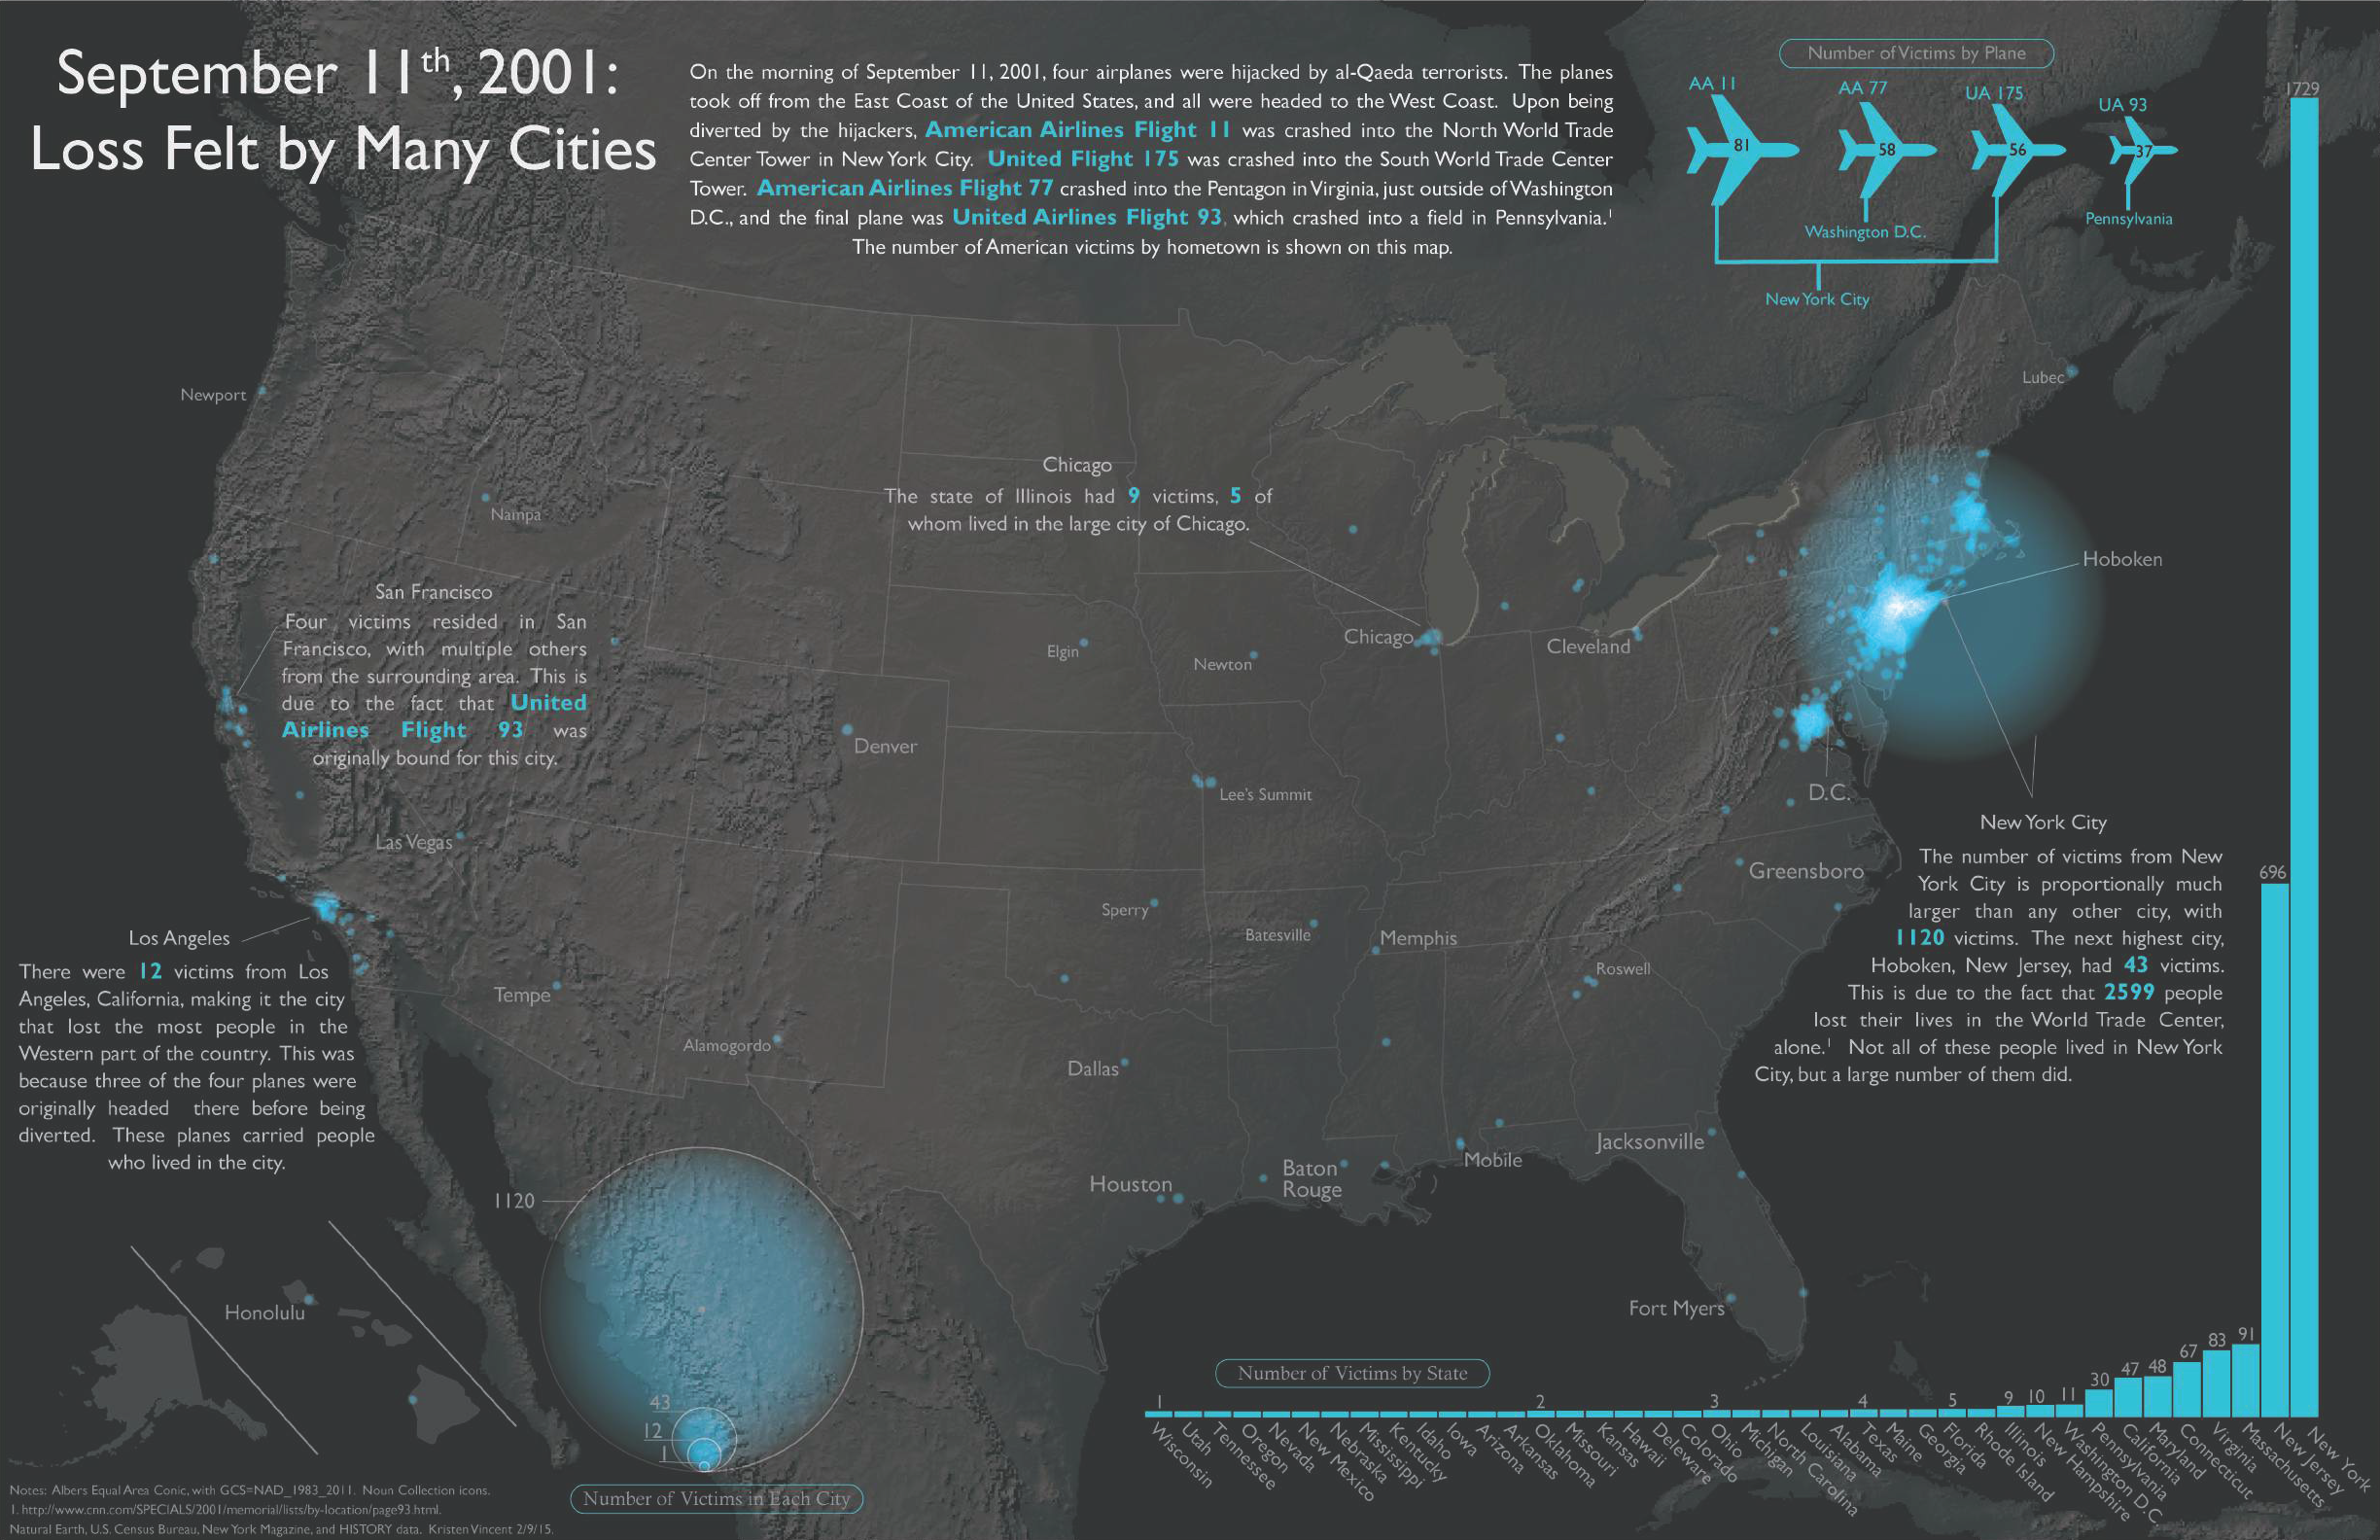 September 11th, 2001:
Loss Felt by Many Cities
On the morning of September 11, 2001, four airplanes were hijacked by al-Qaeda terrorists. The planes
took off from the East Coast of the United States, and all were headed to the West Coast. Upon being
diverted by the hijackers, American Airlines Flight 11 was crashed into the North World Trade
Center Tower in New York City. United Flight 175 was crashed into the South World Trade Center
Tower. American Airlines Flight 77 crashed into the Pentagon in Virginia, just outside of Washington
D.C., and the final plane was United Airlines Flight 93, which crashed into a field in Pennsylvania.1
The number of American victims by hometown is shown on this map.
Number of Victims by Plane
AA 11
AA 77
UA 175
UA 93
81
58
56
37
Pennsylvania
Washington D.C.
New York City
Newport
Lubec
Nampa
Chicago
The state of Illinois had 9 victims, 5 of
whom lived in the large city of Chicago.
Hoboken
San Francisco
Four victims resided in San
Francisco, with multiple others
from the surrounding area. This is
due to the fact that United
Airlines Flight 93 was
originally bound for this city.
Elgin
Newton
Chicago
Cleveland
Denver
Lee's Summit
D.C.
Las Vegas
Greensboro
Sperry
Batesville
Memphis
Roswell
Tempe
Alamogordo
Dallas
Jacksonville
Mobile
Baton
Rouge
Houston
Fort Myers
Honolulu
Los Angeles
There were 12 victims from Los
Angeles, California, making it the city
that lost the most people in the
Western part of the country. This was
because three of the four planes were
originally headed there before being
diverted. These planes carried people
who lived in the city.
New York City
The number of victims from New
York City is proportionally much
larger than any other city, with
1120 victims. The next highest city,
Hoboken, New Jersey, had 43 victims.
This is due to the fact that 2599 people
lost their lives in the World Trade Center,
alone.1 Not all of these people lived in New York
City, but a large number of them did.
1120
43
12
1
Number of Victims in Each City
Number of Victims by State
1
2
3
4
5
9
10
11
30
47
48
67
83
91
696
1729
Wisconsin
Utah
Tennessee
Oregon
Nevada
New Mexico
Nebraska
Mississippi
Kentucky
Idaho
Iowa
Arizona
Arkansas
Oklahoma
Missouri
Kansas
Hawaii
Deleware
Colorado
Ohio
Michigan
North Carolina
Louisiana
Alabama
Texas
Maine
Georgia
Florida
Rhode Island
Illinois
New Hampshire
Washington D.C.
Pennsylvania
California
Maryland
Connecticut
Virginia
Massachusetts
New Jersey
New York
Notes: Albers Equal Area Conic, with GCS=NAD_1983_2011. Noun Collection icons.
1. http://www.cnn.com/SPECIALS/2001/memorial/lists/by-location/page93.html.
Natural Earth, U.S. Census Bureau, New York Magazine, and HISTORY data. Kristen Vincent 2/9/15.